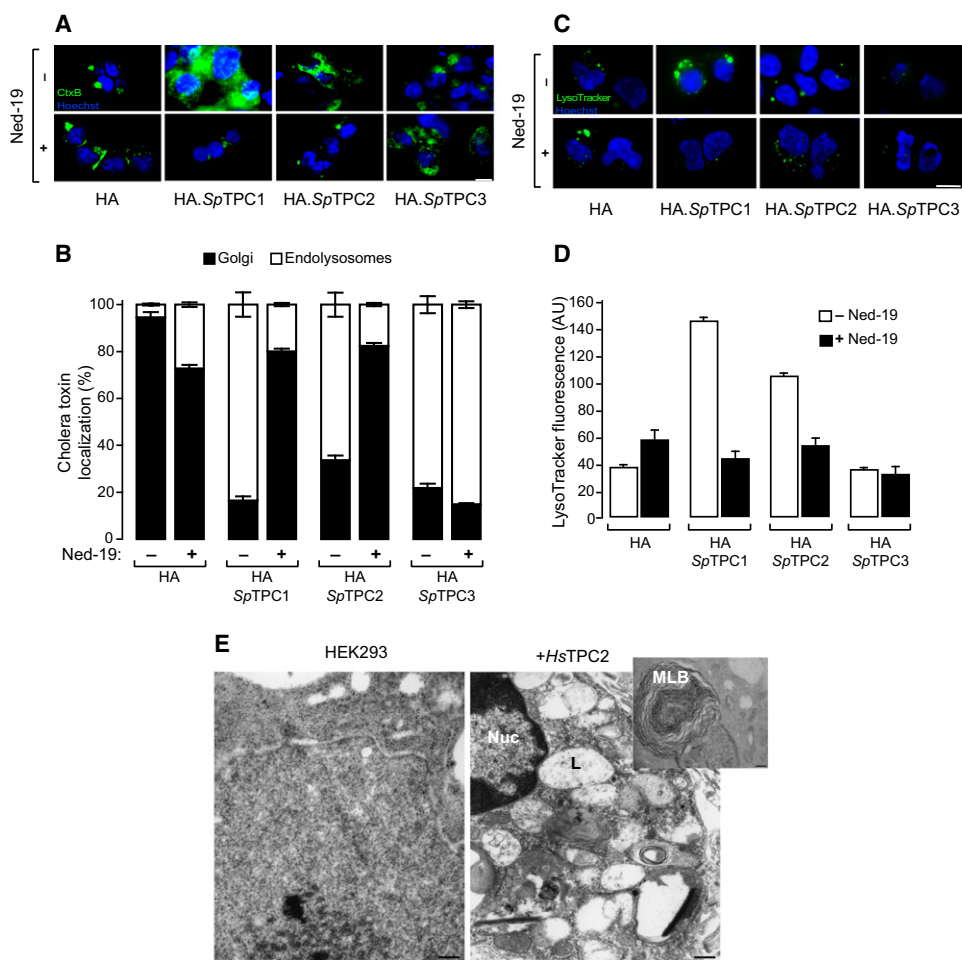 A
Ned-19
–
+
CtxB
Hoechst
HA
HA.SpTPC1
HA.SpTPC2
HA.SpTPC3
C
Ned-19
–
+
LysoTracker
Hoechst
HA
HA.SpTPC1
HA.SpTPC2
HA.SpTPC3
B
Golgi
Endolysosomes
Cholera toxin
localization (%)
100
80
60
40
20
0
Ned-19:
– + – + – + – +
HA
HA
SpTPC1
HA
SpTPC2
HA
SpTPC3
D
– Ned-19
+ Ned-19
LysoTracker fluorescence (AU)
160
140
120
100
80
60
40
0
HA
HA
SpTPC1
HA
SpTPC2
HA
SpTPC3
E
HEK293
+HsTPC2
MLB
Nuc
L